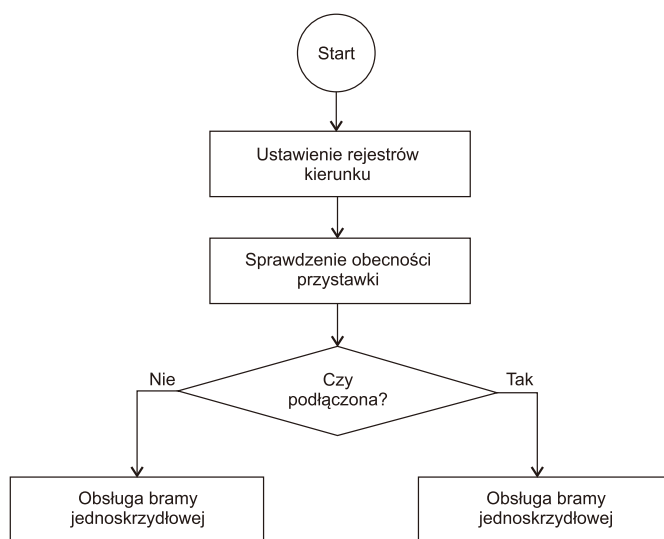 Start
Ustawienie rejestrów
kierunku
Sprawdzenie obecności
przystawki
Nie
Czy
podłączona?
Tak
Obsługa bramy
jednoskrzydłowej
Obsługa bramy
jednoskrzydłowej